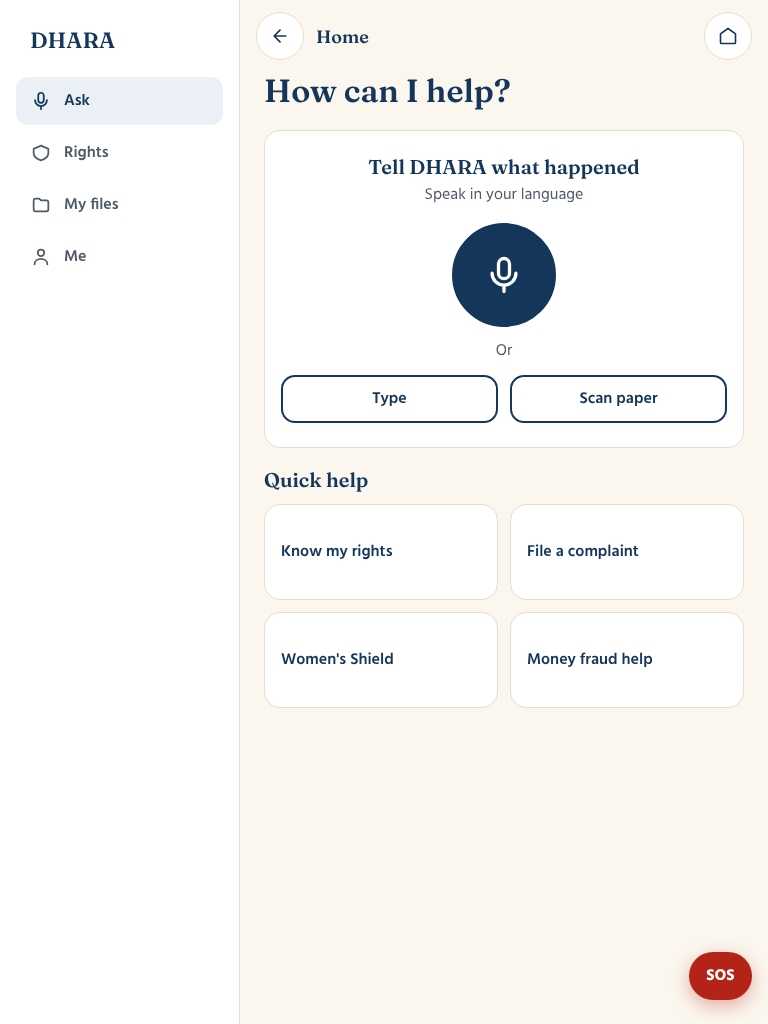 DHARA
Ask
Rights
My files
Me
Home
How can I help?
Tell DHARA what happened
Speak in your language
Or
Type
Scan paper
Quick help
Know my rights
File a complaint
Women's Shield
Money fraud help
SOS